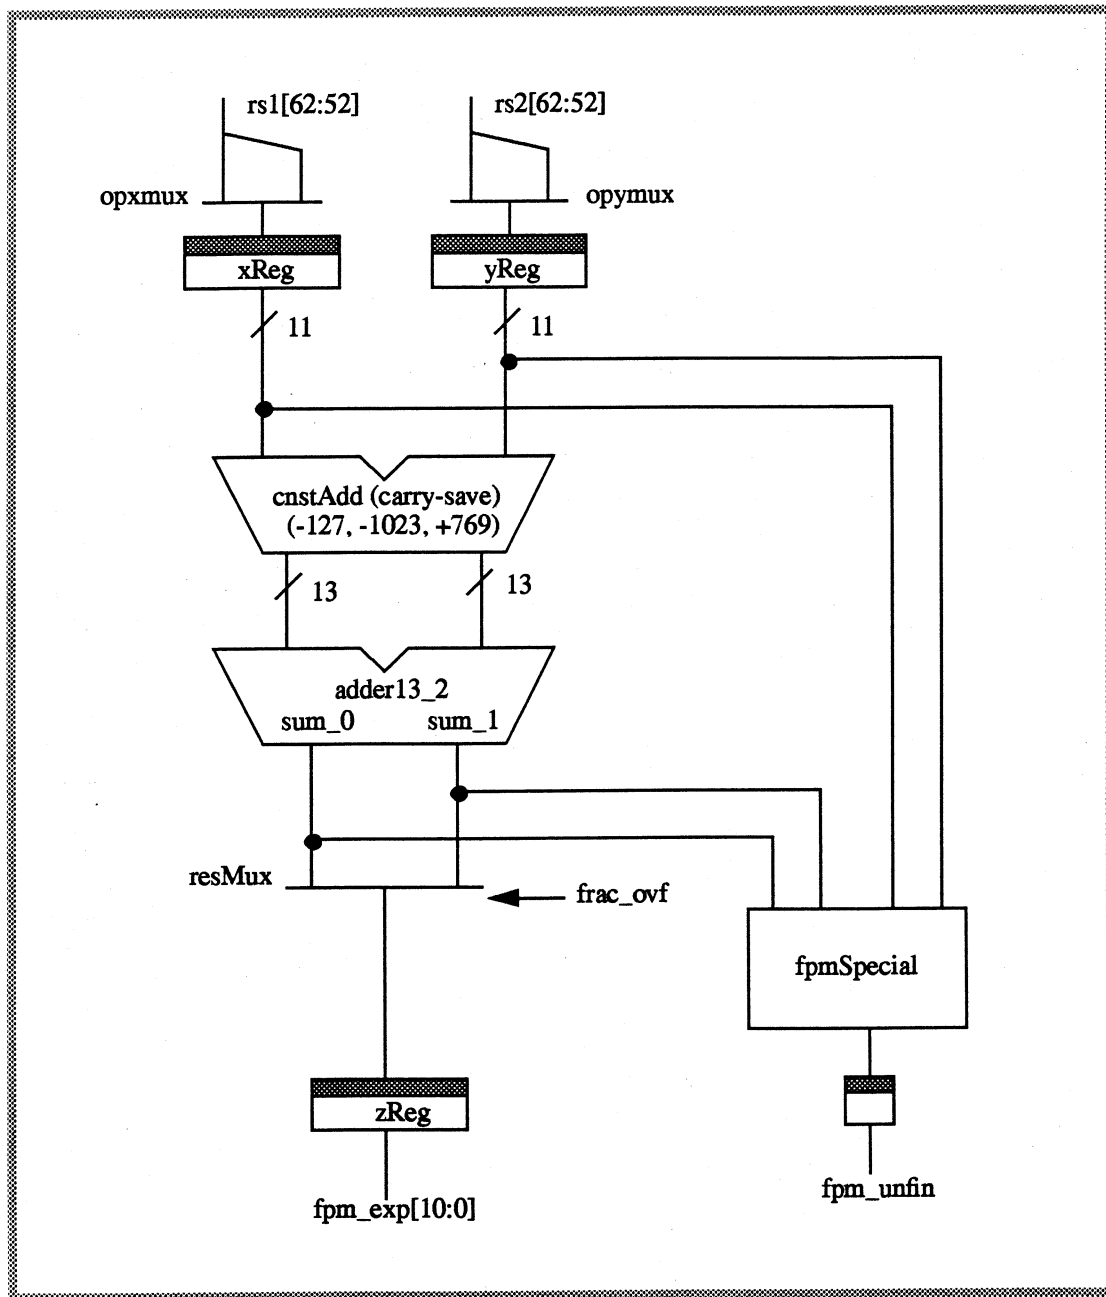 rs1[62:52]
rs2[62:52]
opxmux
opymux
xReg
yReg
11
11
cnstAdd (carry-save)
(-127, -1023, +769)
13
13
adder13_2
sum_0
sum_1
resMux
frac_ovf
fpmSpecial
zReg
fpm_exp[10:0]
fpm_unfin